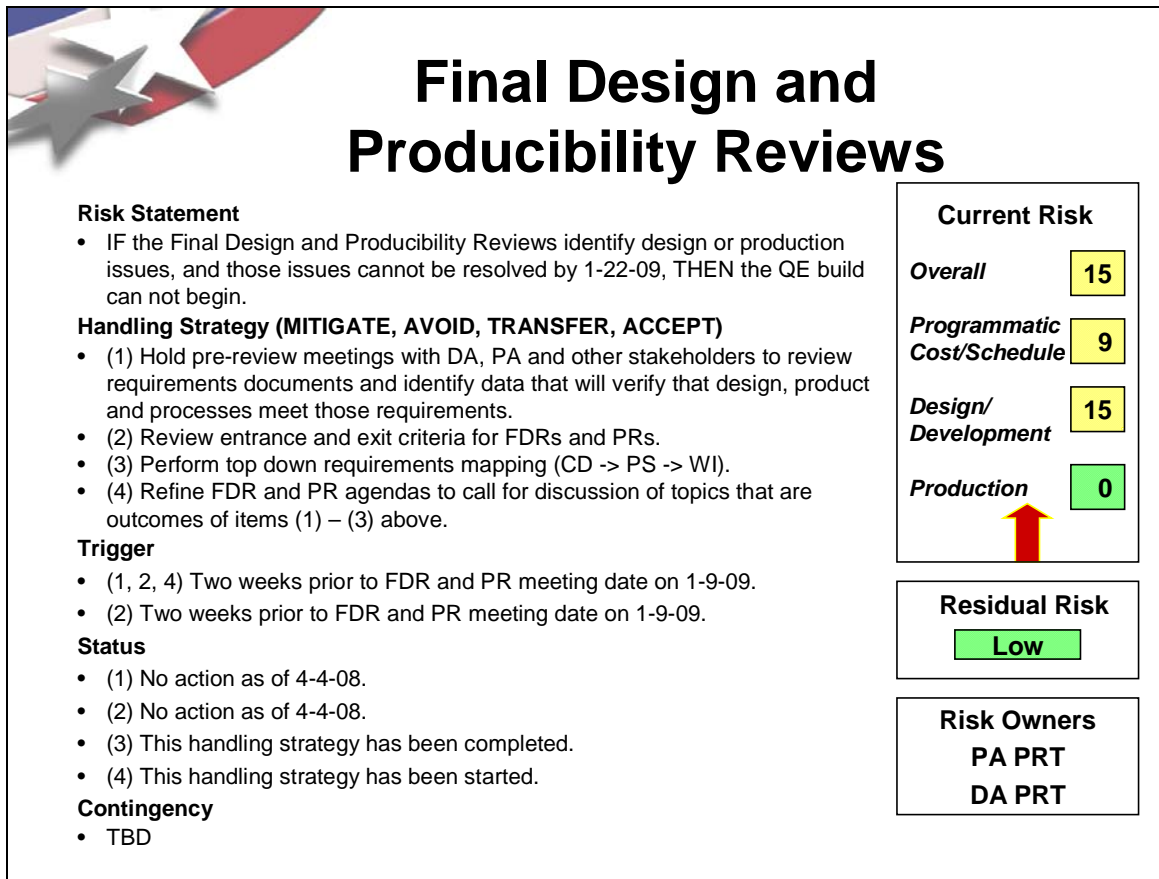 Final Design and
Producibility Reviews
Risk Statement
• IF the Final Design and Producibility Reviews identify design or production
issues, and those issues cannot be resolved by 1-22-09, THEN the QE build
can not begin.
Handling Strategy (MITIGATE, AVOID, TRANSFER, ACCEPT)
• (1) Hold pre-review meetings with DA, PA and other stakeholders to review
requirements documents and identify data that will verify that design, product
and processes meet those requirements.
• (2) Review entrance and exit criteria for FDRs and PRs.
• (3) Perform top down requirements mapping (CD -> PS -> WI).
• (4) Refine FDR and PR agendas to call for discussion of topics that are
outcomes of items (1) – (3) above.
Trigger
• (1, 2, 4) Two weeks prior to FDR and PR meeting date on 1-9-09.
• (2) Two weeks prior to FDR and PR meeting date on 1-9-09.
Status
• (1) No action as of 4-4-08.
• (2) No action as of 4-4-08.
• (3) This handling strategy has been completed.
• (4) This handling strategy has been started.
Contingency
• TBD
Current Risk
Overall 15
Programmatic
Cost/Schedule 9
Design/
Development 15
Production 0
Residual Risk
Low
Risk Owners
PA PRT
DA PRT